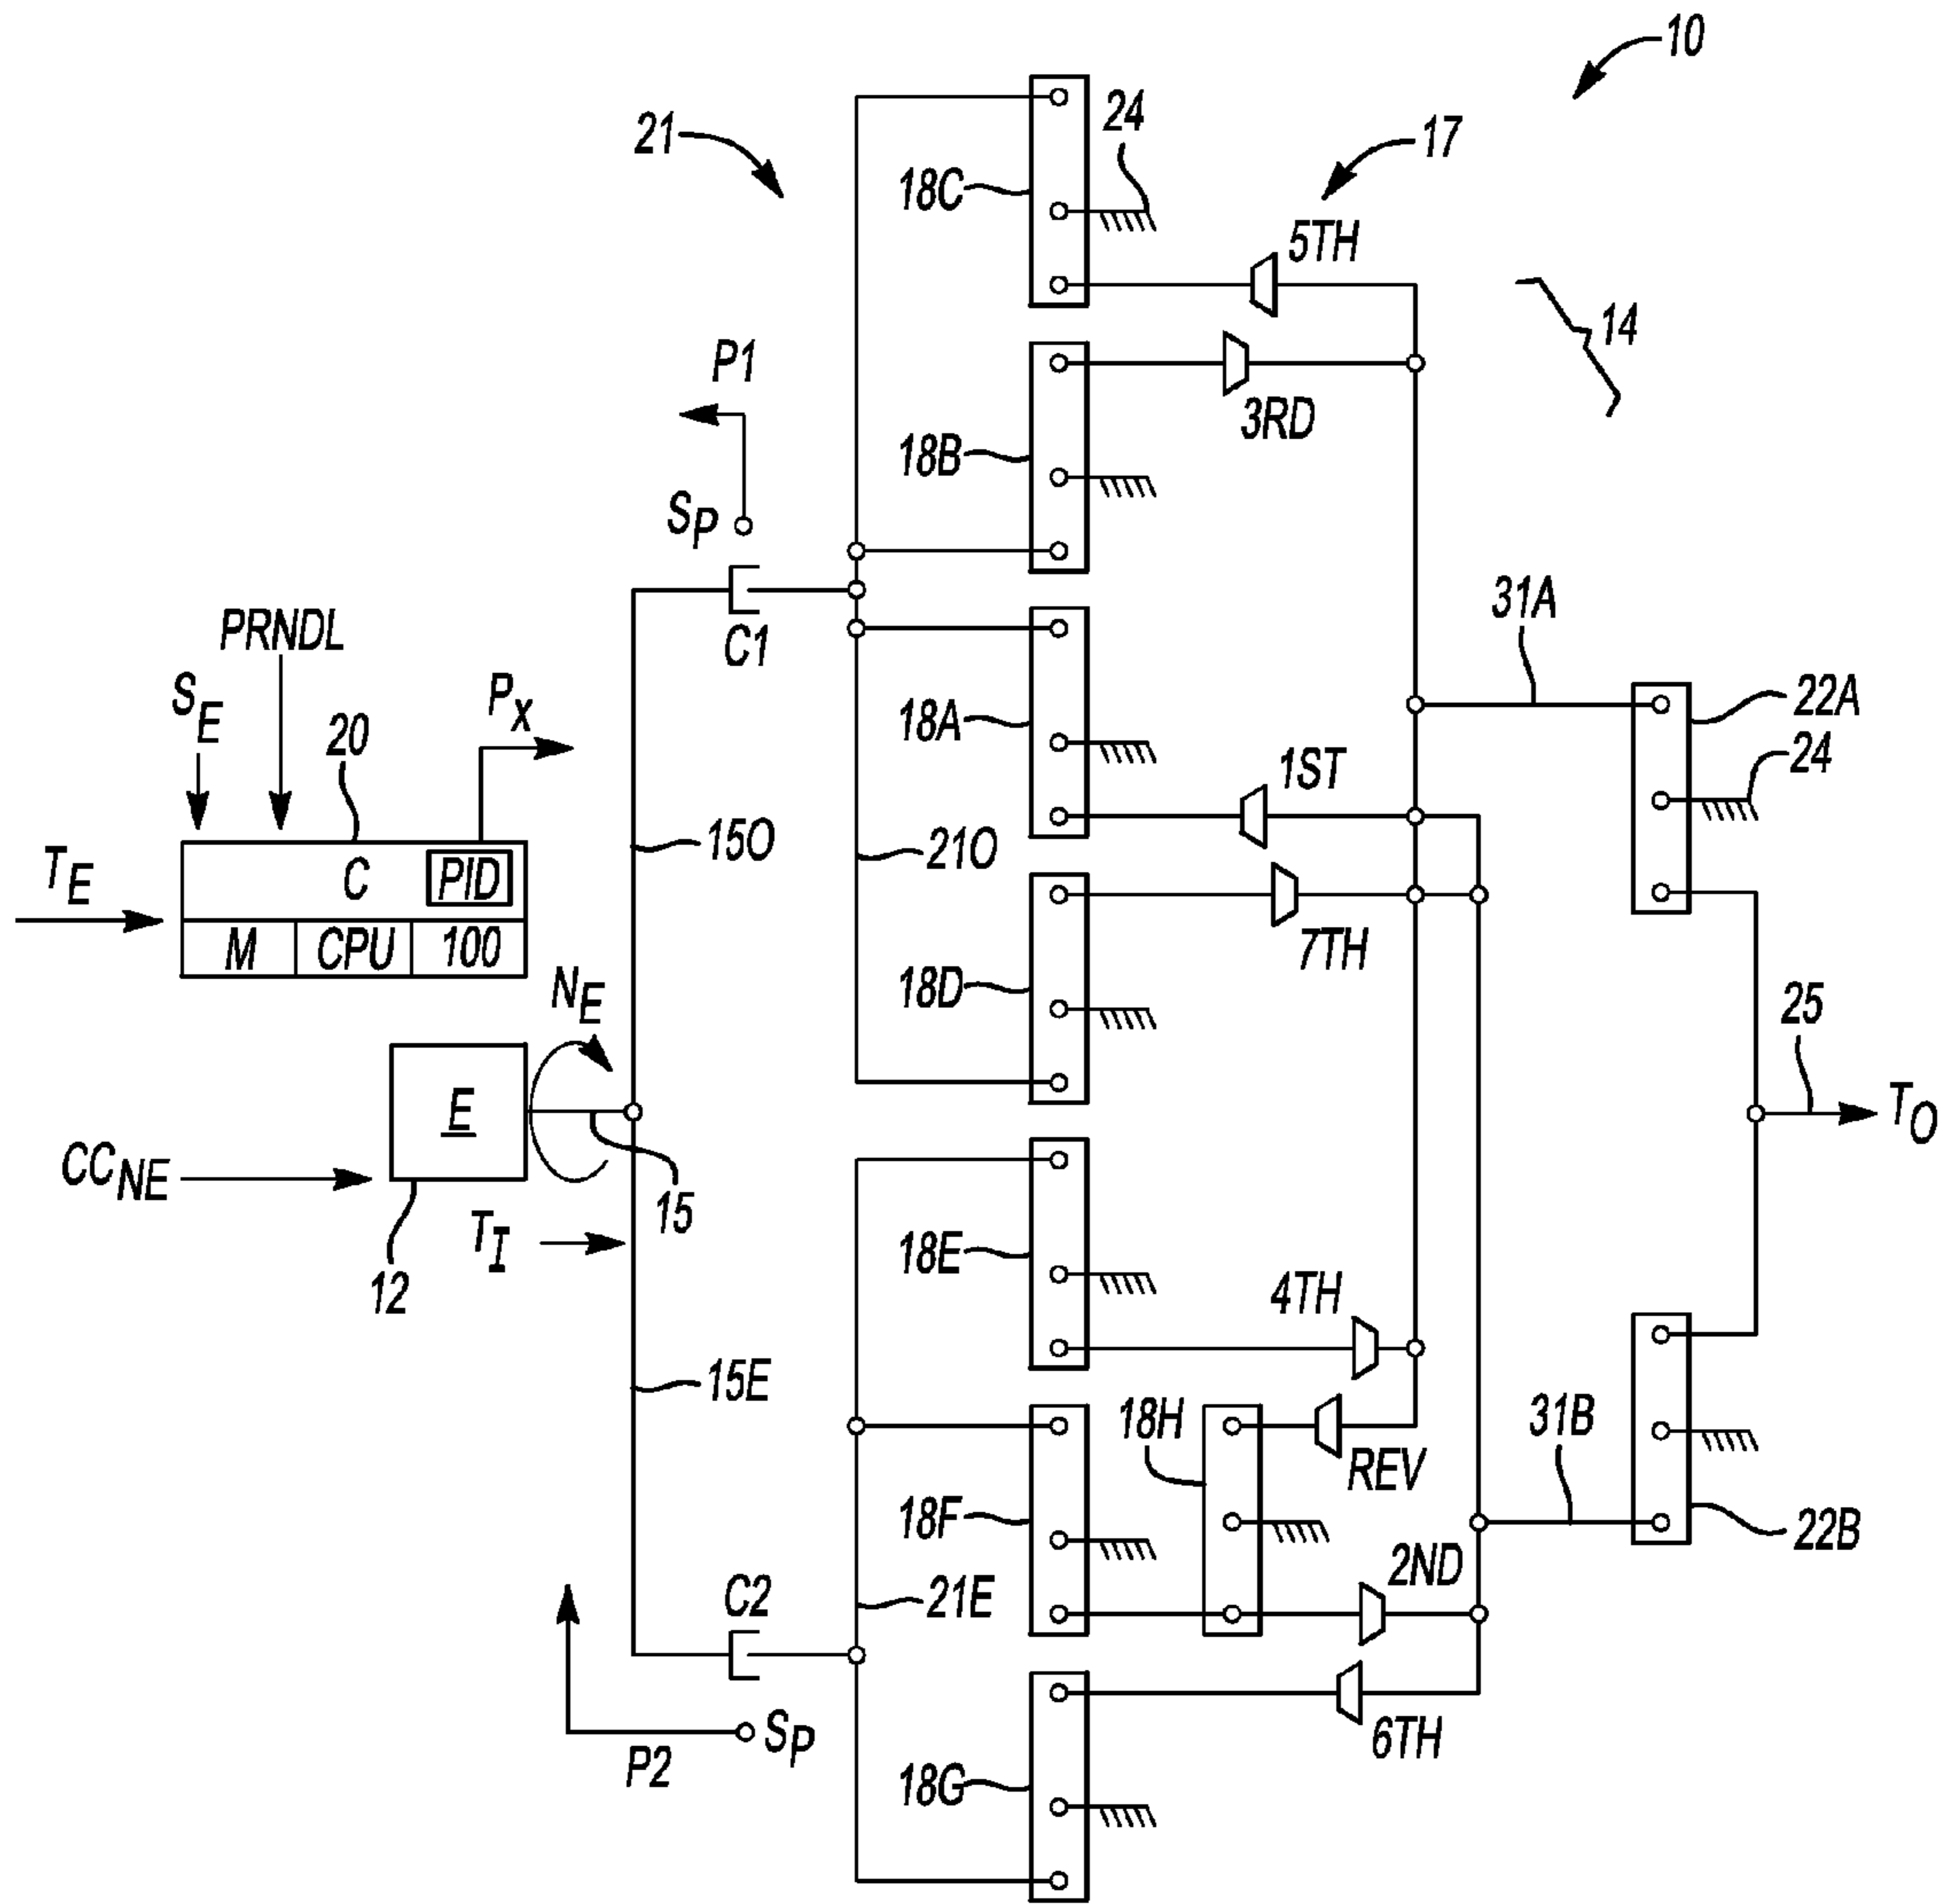 10
21
24
17
18C
5TH
14
P1
3RD
18B
SP
31A
PRNDL
C1
SE
PX
20
18A
22A
24
1ST
TE
C
PID
15O
21O
M
CPU
100
7TH
18D
NE
25
E
TO
CCNE
15
TI
18E
12
4TH
15E
18H
31B
REV
18F
22B
C2
21E
2ND
SP
P2
6TH
18G